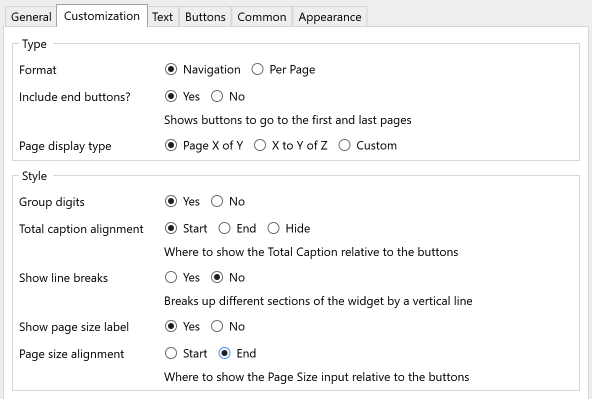 General Customization Text Buttons Common Appearance
Type
Format Navigation Per Page
Include end buttons? Yes No
Shows buttons to go to the first and last pages
Page display type Page X of Y X to Y of Z Custom
Style
Group digits Yes No
Total caption alignment Start End Hide
Where to show the Total Caption relative to the buttons
Show line breaks Yes No
Breaks up different sections of the widget by a vertical line
Show page size label Yes No
Page size alignment Start End
Where to show the Page Size input relative to the buttons